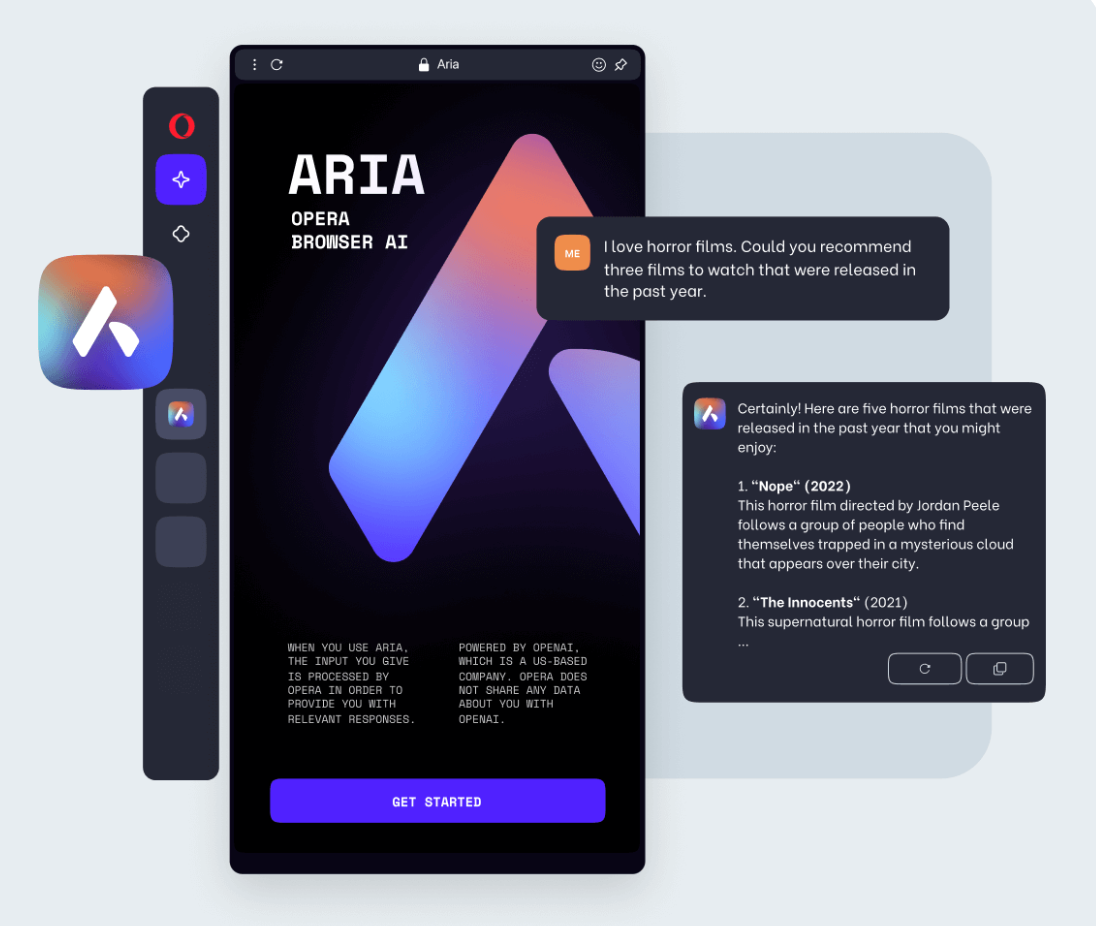 Aria
ARIA
OPERA
BROWSER AI
ME
I love horror films. Could you recommend
three films to watch that were released in
the past year.
Certainly! Here are five horror films that were
released in the past year that you might
enjoy:
1. “Nope“ (2022)
This horror film directed by Jordan Peele
follows a group of people who find
themselves trapped in a mysterious cloud
that appears over their city.
2. “The Innocents“ (2021)
This supernatural horror film follows a group
...
WHEN YOU USE ARIA,
THE INPUT YOU GIVE
IS PROCESSED BY
OPERA IN ORDER TO
PROVIDE YOU WITH
RELEVANT RESPONSES.
POWERED BY OPENAI,
WHICH IS A US-BASED
COMPANY. OPERA DOES
NOT SHARE ANY DATA
ABOUT YOU WITH
OPENAI.
GET STARTED